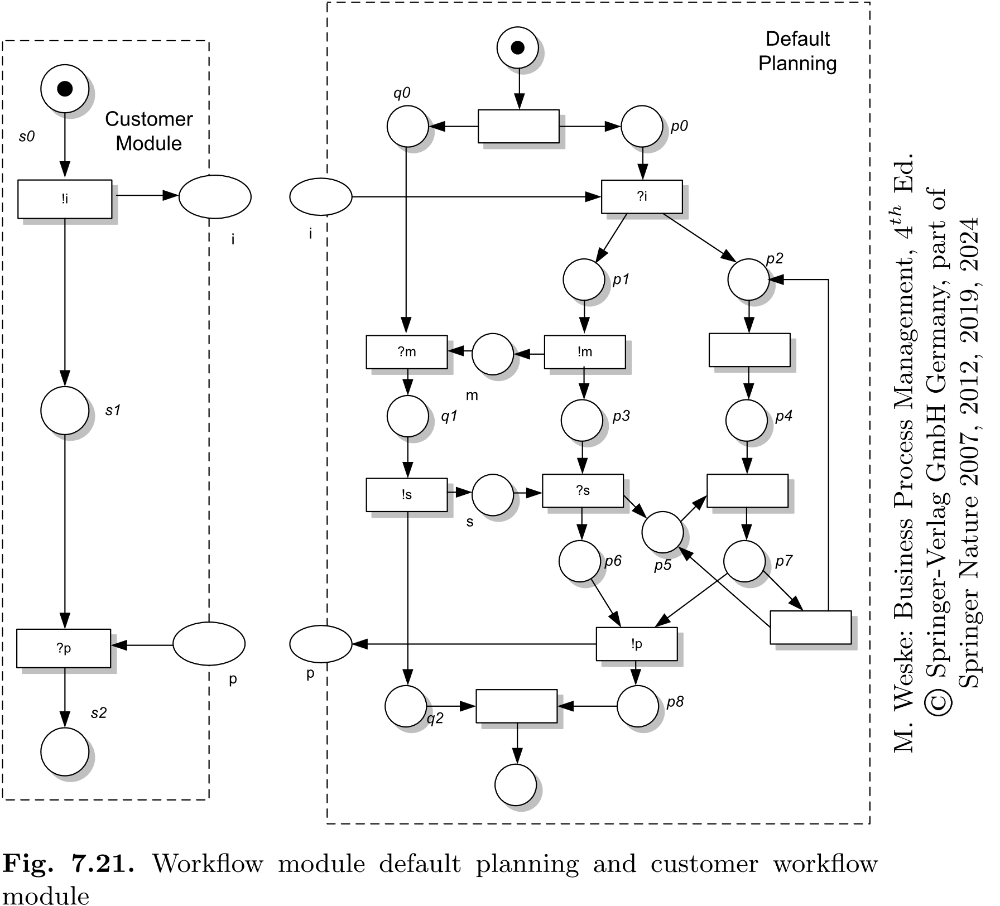 Default
Planning
q0
p0
Customer
Module
s0
!i
i
i
?i
p1
p2
?m
!m
m
s1
q1
p3
p4
!s
?s
s
p6
p5
p7
?p
p
p
!p
s2
q2
p8
M. Weske: Business Process Management, 4th Ed.
© Springer-Verlag GmbH Germany, part of
Springer Nature 2007, 2012, 2019, 2024
Fig. 7.21. Workflow module default planning and customer workflow
module